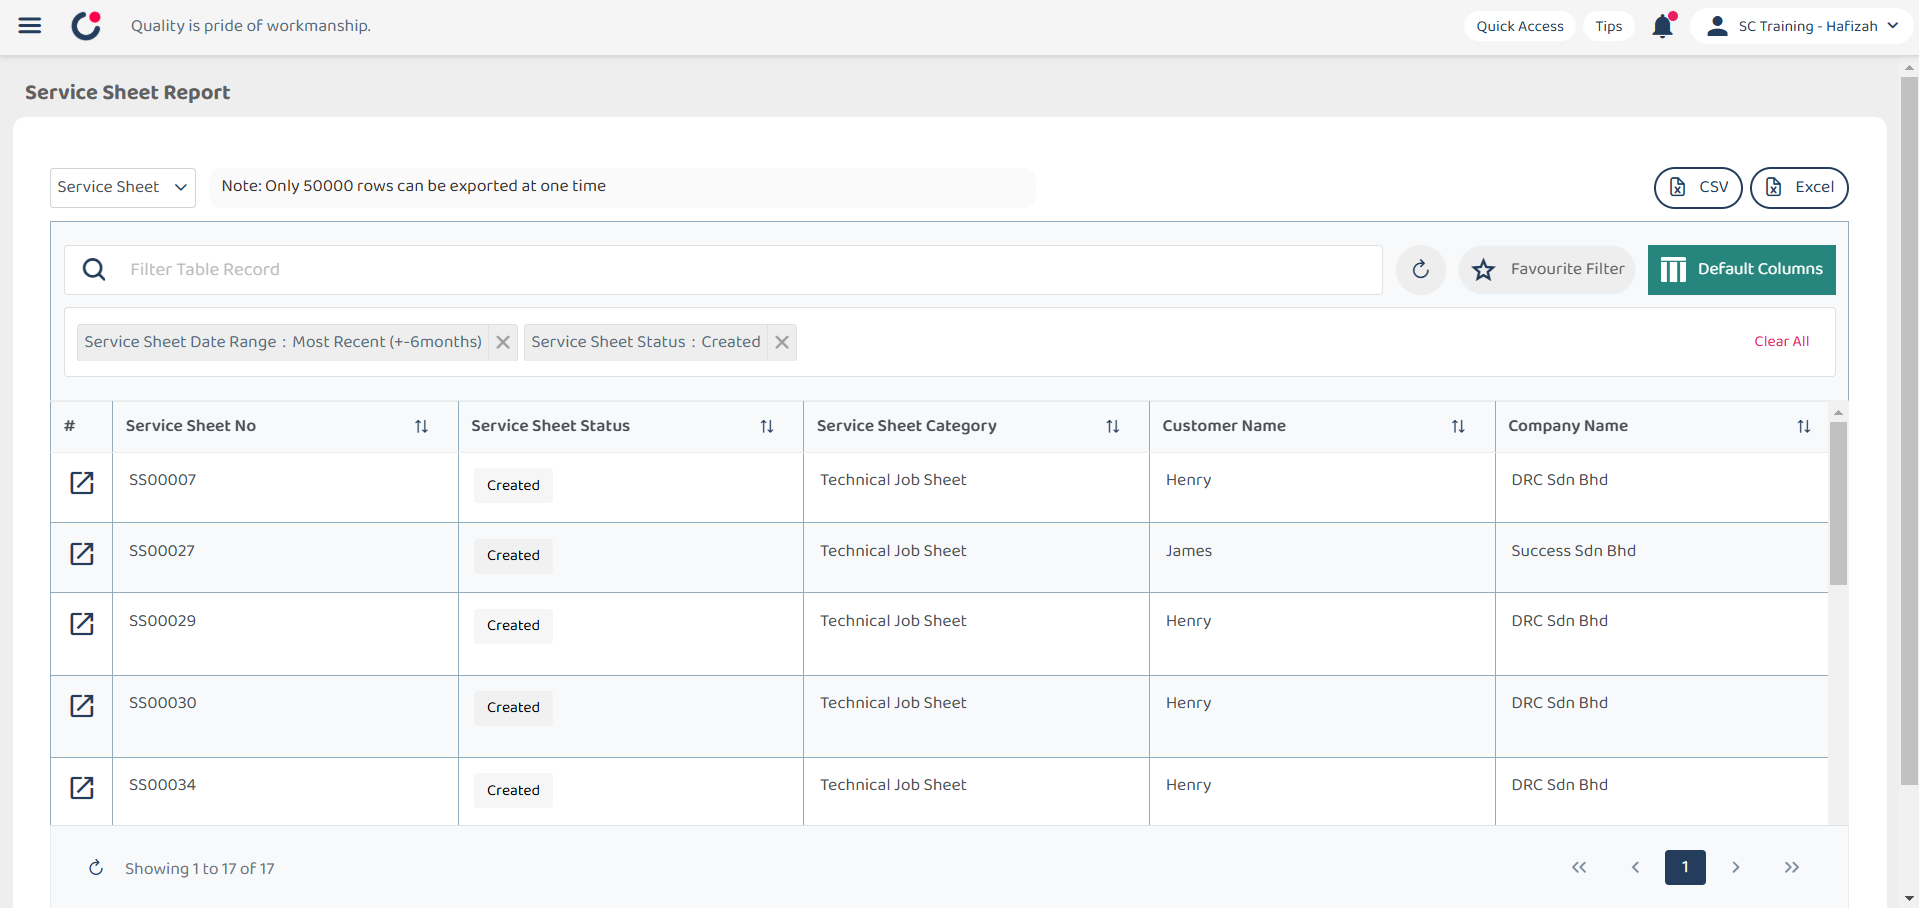 Quality is pride of workmanship.
Quick Access
Tips
SC Training - Hafizah
Service Sheet Report
Service Sheet
Note: Only 50000 rows can be exported at one time
CSV
Excel
Filter Table Record
Favourite Filter
Default Columns
Service Sheet Date Range : Most Recent (+-6months)
Service Sheet Status : Created
Clear All
# Service Sheet No Service Sheet Status Service Sheet Category Customer Name Company Name
SS00007 Created Technical Job Sheet Henry DRC Sdn Bhd
SS00027 Created Technical Job Sheet James Success Sdn Bhd
SS00029 Created Technical Job Sheet Henry DRC Sdn Bhd
SS00030 Created Technical Job Sheet Henry DRC Sdn Bhd
SS00034 Created Technical Job Sheet Henry DRC Sdn Bhd
Showing 1 to 17 of 17
1